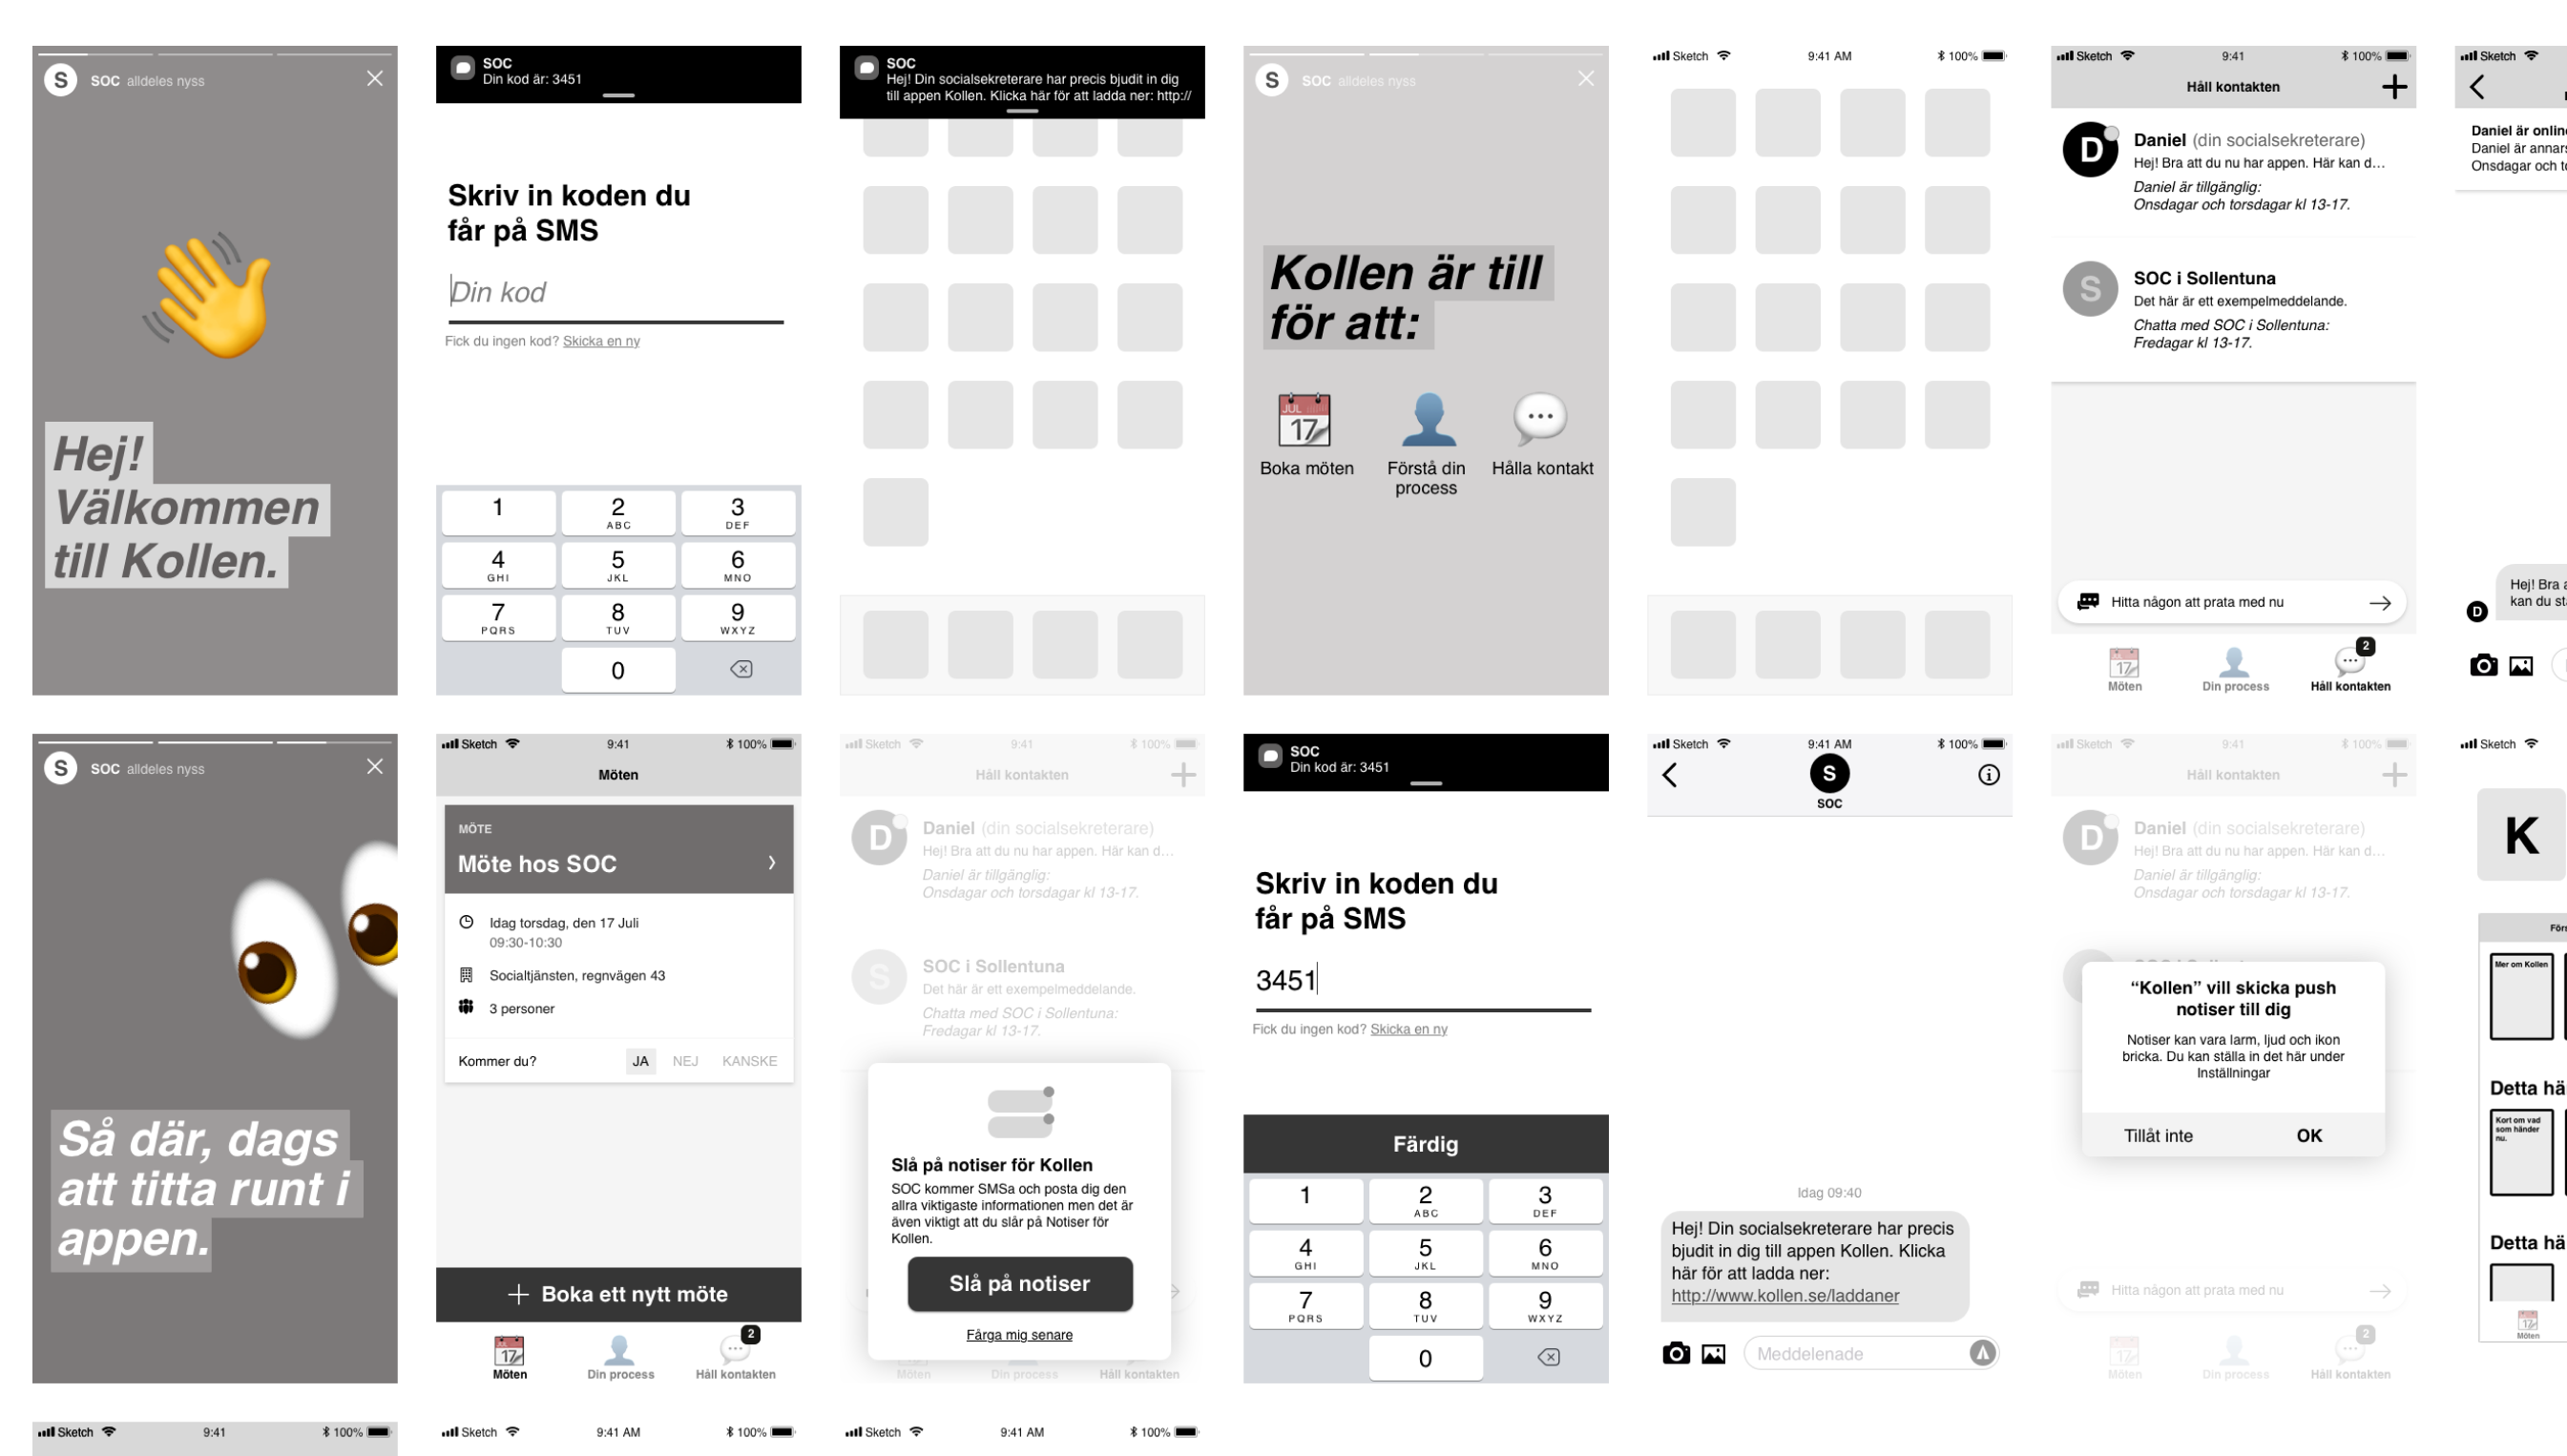 S SOC alldeles nyss
Hej!
Välkommen
till Kollen.
SOC
Din kod är: 3451
Skriv in koden du
får på SMS
Din kod
Fick du ingen kod? Skicka en ny
1 2 3
ABC DEF
4 5 6
GHI JKL MNO
7 8 9
PQRS TUV WXYZ
0
SOC
Hej! Din socialsekreterare har precis bjudit in dig
till appen Kollen. Klicka här för att ladda ner: http://
S SOC alldeles nyss
Kollen är till
för att:
JUL
17
Boka möten Förstå din Hålla kontakt
process
Sketch 9:41 AM 100%
Sketch 9:41 100%
Håll kontakten
D
Daniel (din socialsekreterare)
Hej! Bra att du nu har appen. Här kan d...
Daniel är tillgänglig:
Onsdagar och torsdagar kl 13-17.
S
SOC i Sollentuna
Det här är ett exempelmeddelande.
Chatta med SOC i Sollentuna:
Fredagar kl 13-17.
Hitta någon att prata med nu
17 2
Möten Din process Håll kontakten
Sketch
Daniel är online
Daniel är annars
Onsdagar och to
Hej! Bra a
kan du sta
D
S SOC alldeles nyss
Så där, dags
att titta runt i
appen.
Sketch 9:41 100%
Möten
MÖTE
Möte hos SOC
Idag torsdag, den 17 Juli
09:30-10:30
Socialtjänsten, regnvägen 43
3 personer
Kommer du? JA NEJ KANSKE
Boka ett nytt möte
17 2
Möten Din process Håll kontakten
Sketch 9:41 100%
Håll kontakten
D
Daniel (din socialsekreterare)
Hej! Bra att du nu har appen. Här kan d...
Daniel är tillgänglig:
Onsdagar och torsdagar kl 13-17.
S
SOC i Sollentuna
Det här är ett exempelmeddelande.
Chatta med SOC i Sollentuna:
Fredagar kl 13-17.
Slå på notiser för Kollen
SOC kommer SMSa och posta dig den
allra viktigaste informationen men det är
även viktigt att du slår på Notiser för
Kollen.
Slå på notiser
Fårga mig senare
Möten Din process Håll kontakten
SOC
Din kod är: 3451
Skriv in koden du
får på SMS
3451
Fick du ingen kod? Skicka en ny
Färdig
1 2 3
ABC DEF
4 5 6
GHI JKL MNO
7 8 9
PQRS TUV WXYZ
0
Sketch 9:41 AM 100%
S
SOC
Idag 09:40
Hej! Din socialsekreterare har precis
bjudit in dig till appen Kollen. Klicka
här för att ladda ner:
http://www.kollen.se/laddaner
Meddelenade
Sketch 9:41 100%
Håll kontakten
D
Daniel (din socialsekreterare)
Hej! Bra att du nu har appen. Här kan d...
Daniel är tillgänglig:
Onsdagar och torsdagar kl 13-17.
“Kollen” vill skicka push
notiser till dig
Notiser kan vara larm, ljud och ikon
bricka. Du kan ställa in det här under
Inställningar
Tillåt inte OK
Hitta någon att prata med nu
17 2
Möten Din process Håll kontakten
Sketch
K
Mer om Kollen
Detta hä
Kort om vad
som händer
nu.
Detta hä
17
Möten
Sketch 9:41 100%
Sketch 9:41 AM 100%
Sketch 9:41 AM 100%